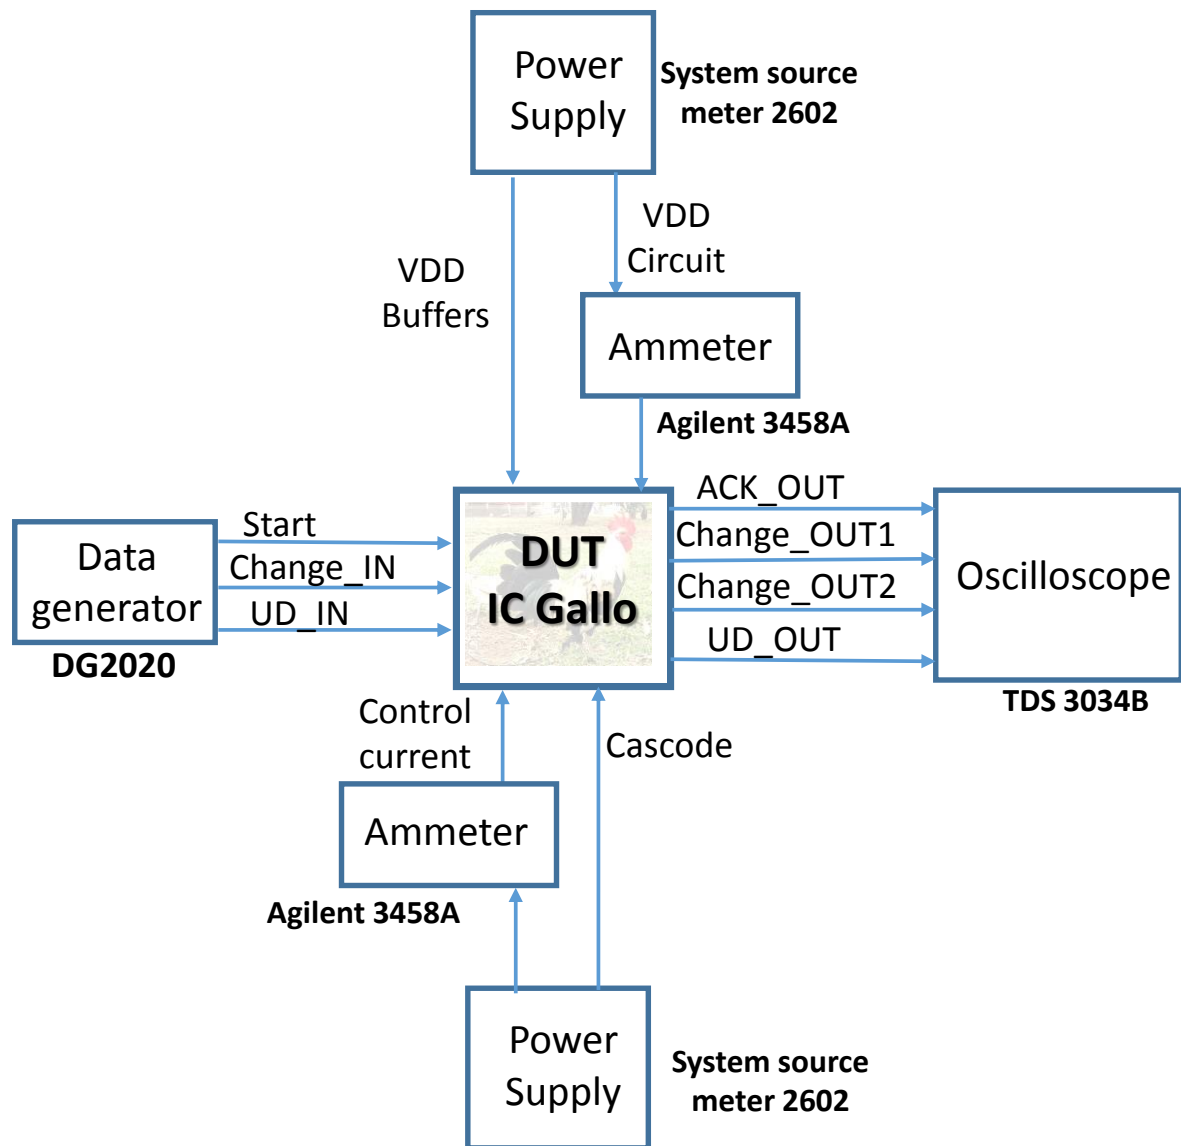 Power
Supply
System source
meter 2602
VDD
Circuit
VDD
Buffers
Ammeter
Agilent 3458A
Data
generator
DG2020
Start
Change_IN
UD_IN
DUT
IC Gallo
ACK_OUT
Change_OUT1
Change_OUT2
UD_OUT
Oscilloscope
TDS 3034B
Control
current
Cascode
Ammeter
Agilent 3458A
Power
Supply
System source
meter 2602